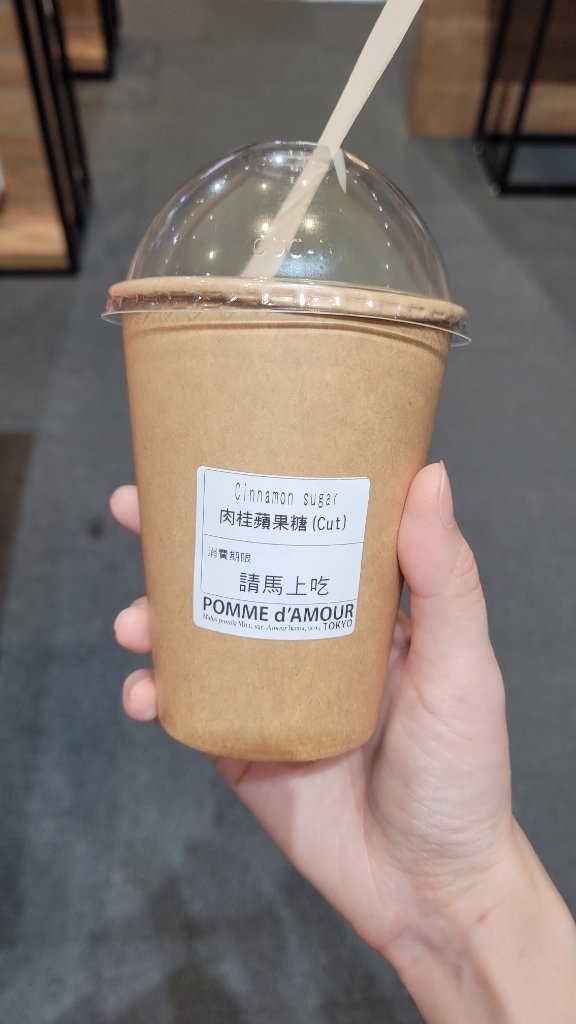 Cinnamon sugar
肉桂蘋果糖(Cut)
消費期限
請馬上吃
POMME d'AMOUR
TOKYO